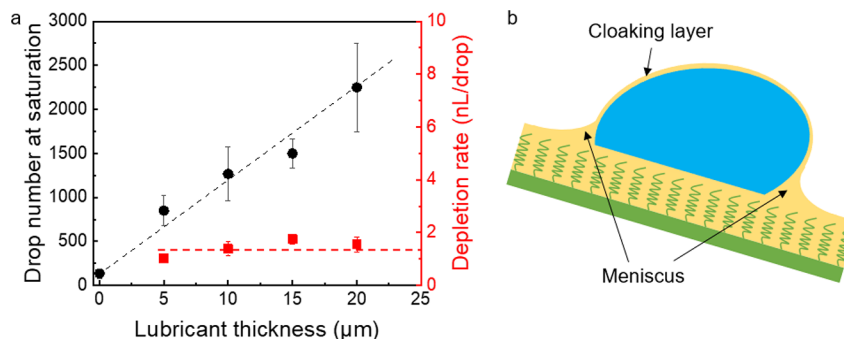 a
3000
2500
2000
1500
1000
500
0
Drop number at saturation
0 5 10 15 20 25
Lubricant thickness (µm)
10
8
6
4
2
0
Depletion rate (nL/drop)
b
Cloaking layer
Meniscus